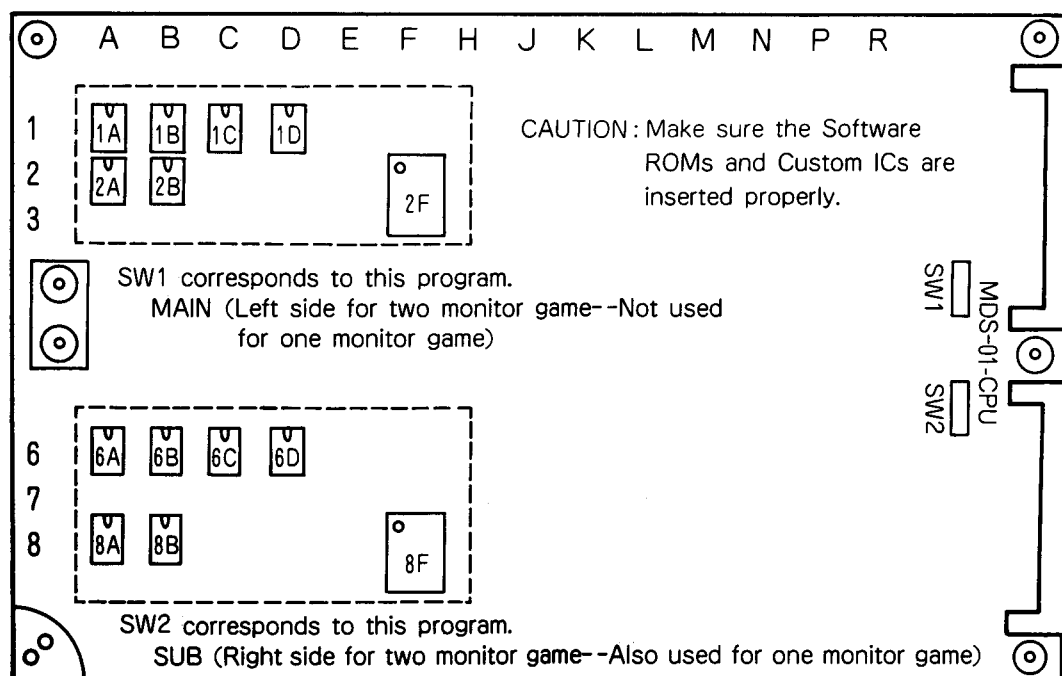 A B C D E F H J K L M N P R
1
1A 1B 1C 1D
CAUTION: Make sure the Software
ROMs and Custom ICs are
inserted properly.
2
2A 2B
2F
3
SW1 corresponds to this program.
MAIN (Left side for two monitor game--Not used
for one monitor game)
SW1
MDS-01-CPU
SW2
6
6A 6B 6C 6D
7
8
8A 8B
8F
SW2 corresponds to this program.
SUB (Right side for two monitor game--Also used for one monitor game)